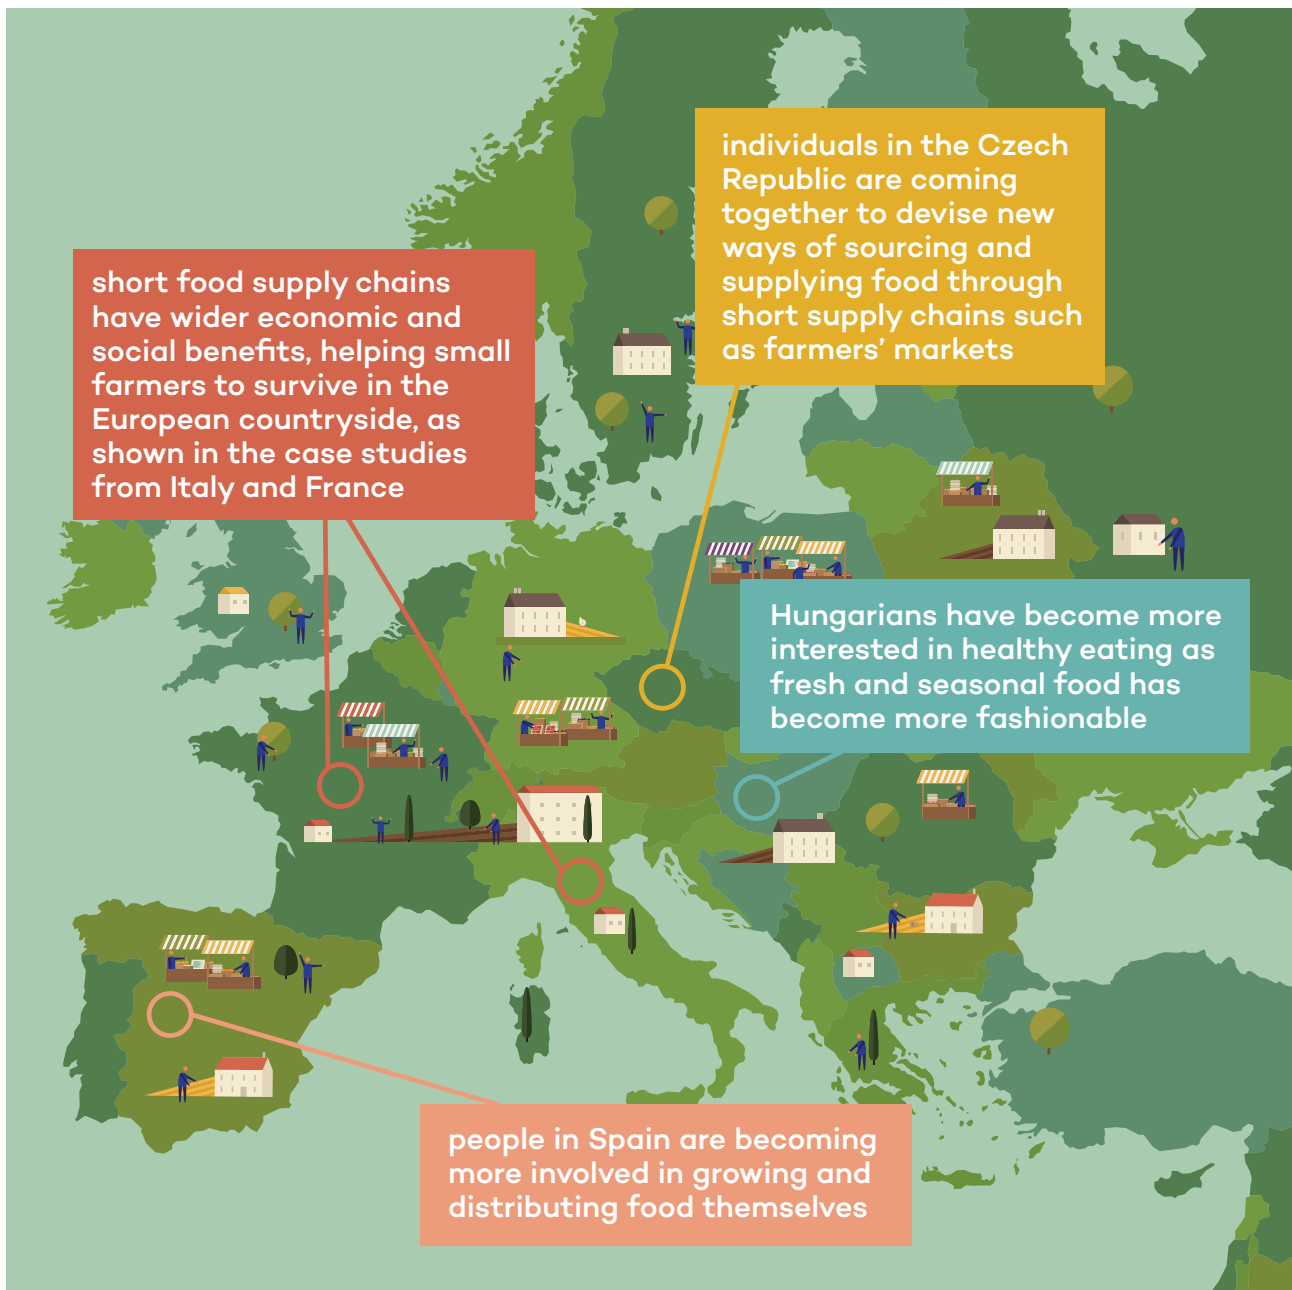 individuals in the Czech
Republic are coming
together to devise new
ways of sourcing and
supplying food through
short supply chains such
as farmers’ markets
short food supply chains
have wider economic and
social benefits, helping small
farmers to survive in the
European countryside, as
shown in the case studies
from Italy and France
Hungarians have become more
interested in healthy eating as
fresh and seasonal food has
become more fashionable
people in Spain are becoming
more involved in growing and
distributing food themselves